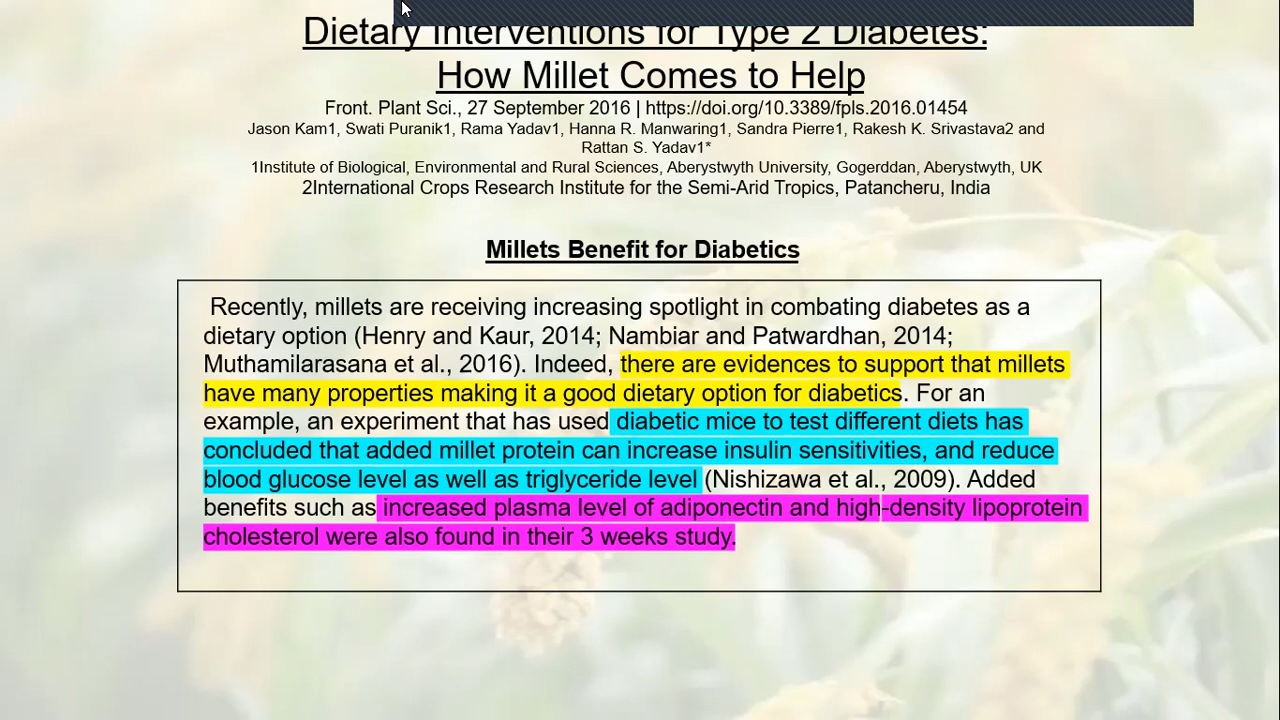 Dietary Interventions for Type 2 Diabetes:
How Millet Comes to Help
Front. Plant Sci., 27 September 2016 | https://doi.org/10.3389/fpls.2016.01454
Jason Kam1, Swati Puranik1, Rama Yadav1, Hanna R. Manwaring1, Sandra Pierre1, Rakesh K. Srivastava2 and
Rattan S. Yadav1*
1Institute of Biological, Environmental and Rural Sciences, Aberystwyth University, Gogerddan, Aberystwyth, UK
2International Crops Research Institute for the Semi-Arid Tropics, Patancheru, India
Millets Benefit for Diabetics
Recently, millets are receiving increasing spotlight in combating diabetes as a
dietary option (Henry and Kaur, 2014; Nambiar and Patwardhan, 2014;
Muthamilarasana et al., 2016). Indeed, there are evidences to support that millets
have many properties making it a good dietary option for diabetics. For an
example, an experiment that has used diabetic mice to test different diets has
concluded that added millet protein can increase insulin sensitivities, and reduce
blood glucose level as well as triglyceride level (Nishizawa et al., 2009). Added
benefits such as increased plasma level of adiponectin and high-density lipoprotein
cholesterol were also found in their 3 weeks study.